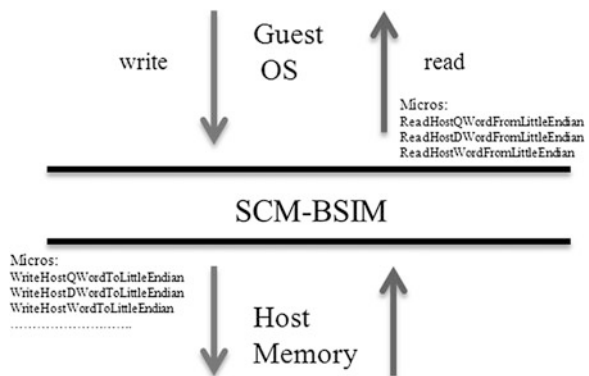 write
Guest
OS
read
Micros:
ReadHostQWordFromLittleEndian
ReadHostDWordFromLittleEndian
ReadHostWordFromLittleEndian
SCM-BSIM
Micros:
WriteHostQWordToLittleEndian
WriteHostDWordToLittleEndian
WriteHostWordToLittleEndian
...........................
Host
Memory